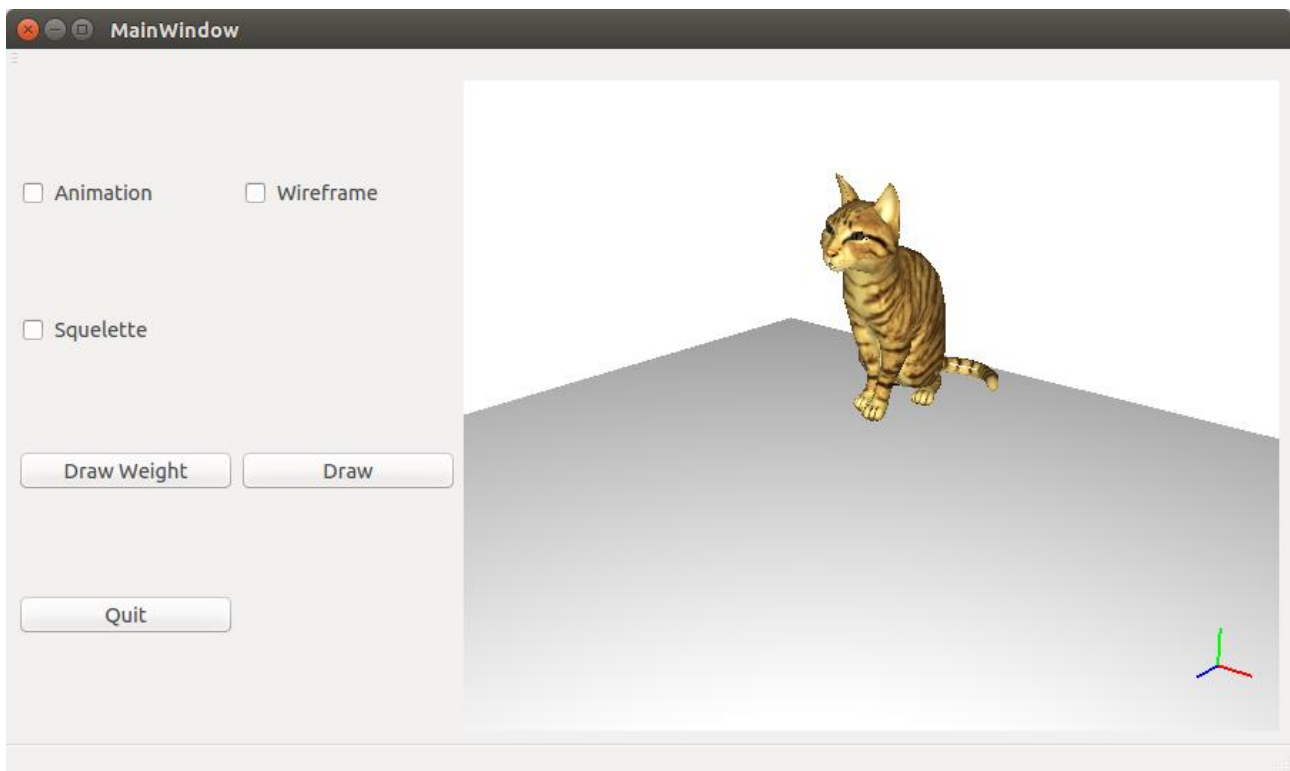 MainWindow
Animation Wireframe
Squelette
Draw Weight Draw
Quit